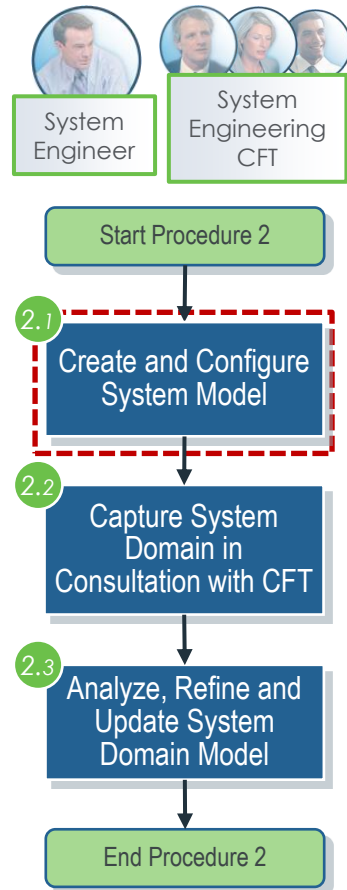 System
Engineer
System
Engineering
CFT
Start Procedure 2
2.1
Create and Configure
System Model
2.2
Capture System
Domain in
Consultation with CFT
2.3
Analyze, Refine and
Update System
Domain Model
End Procedure 2